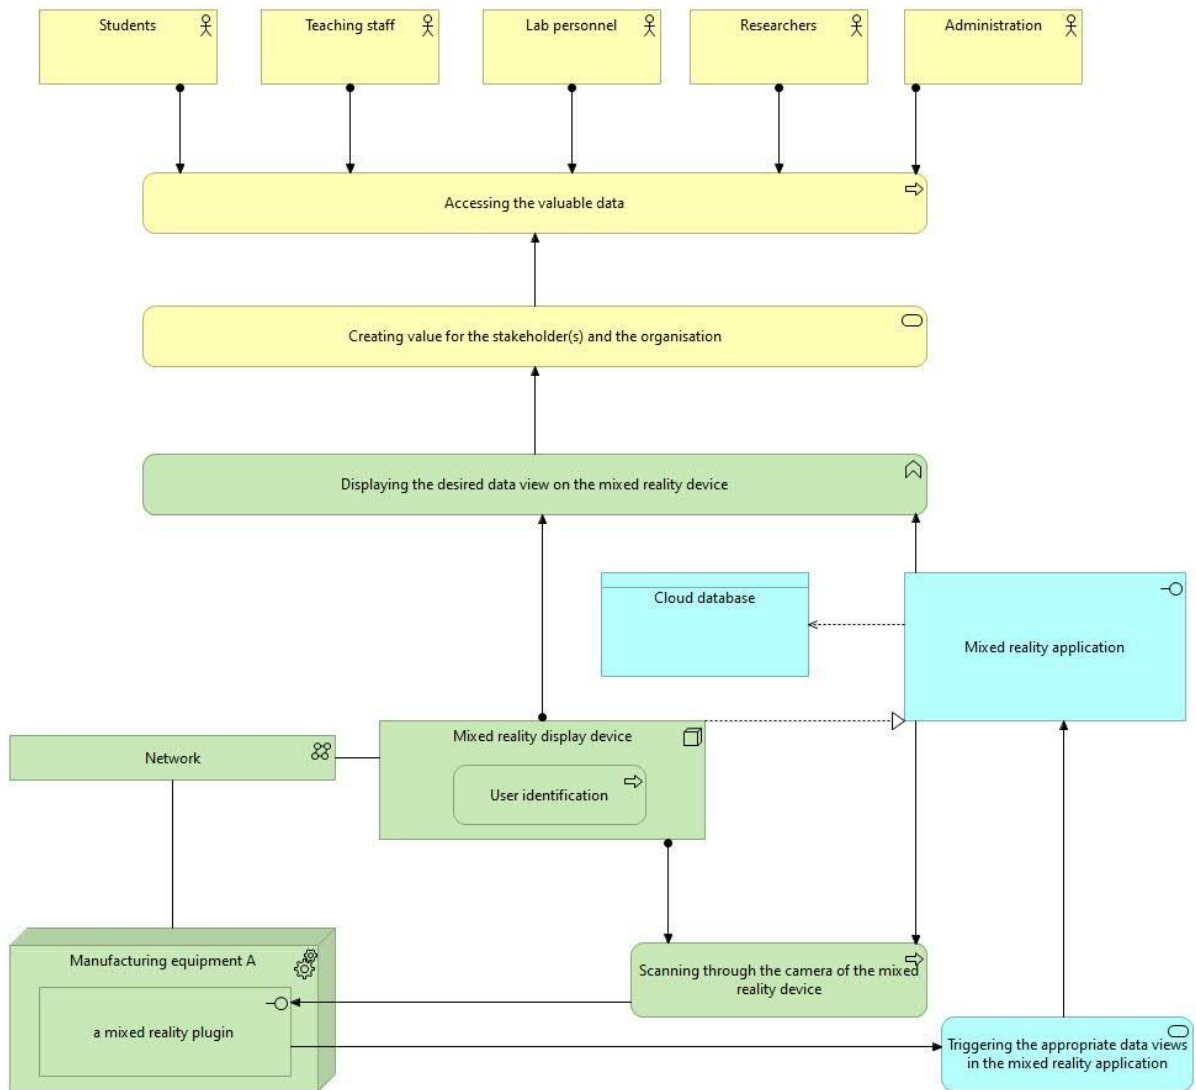 Students
Teaching staff
Lab personnel
Researchers
Administration
Accessing the valuable data
Creating value for the stakeholder(s) and the organisation
Displaying the desired data view on the mixed reality device
Cloud database
Mixed reality application
Mixed reality display device
Network
User identification
Manufacturing equipment A
Scanning through the camera of the mixed
reality device
a mixed reality plugin
Triggering the appropriate data views
in the mixed reality application